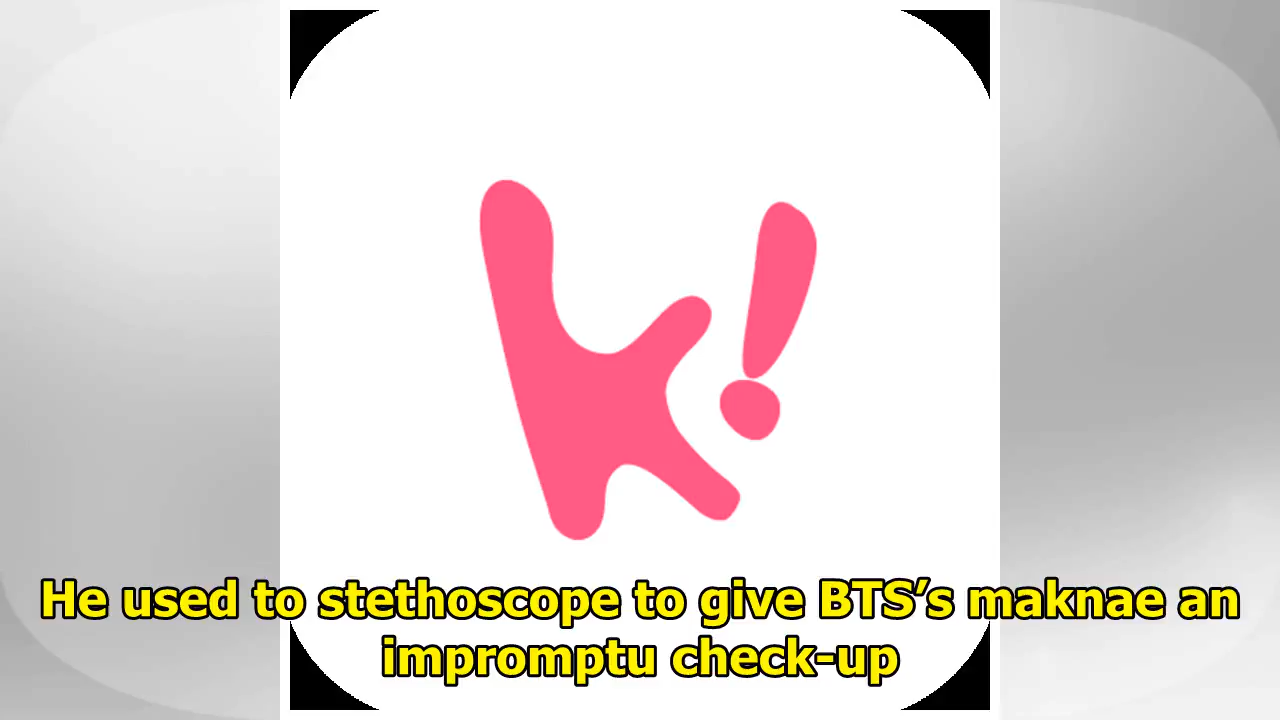 k!
He used to stethoscope to give BTS’s maknae an
impromptu check-up